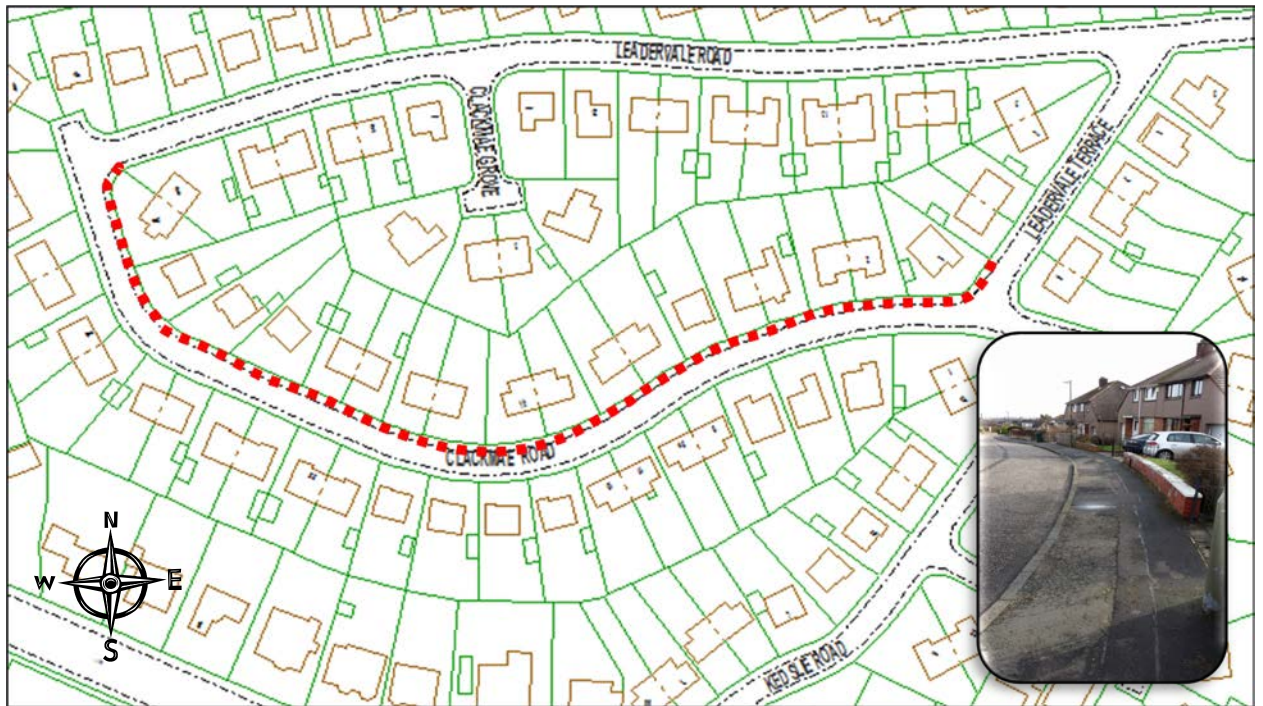 LEADERVALE ROAD
CLACKMAE GROVE
LEADERVALE TERRACE
CLACKMAE ROAD
KEDSLIE ROAD
N
W
E
S